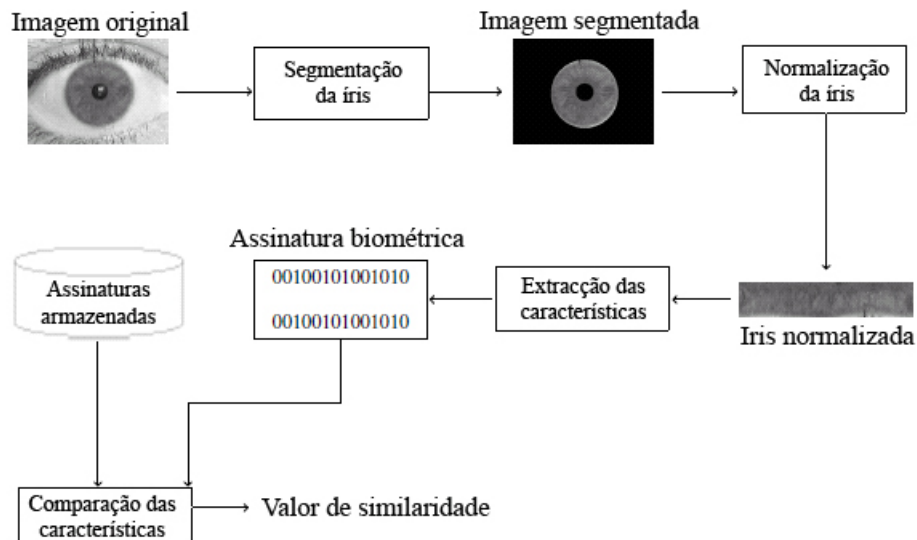 Imagem original
Segmentação
da íris
Imagem segmentada
Normalização
da íris
Assinatura biométrica
00100101001010
00100101001010
Extracção das
características
Iris normalizada
Assinaturas
armazenadas
Comparação das
características
Valor de similaridade